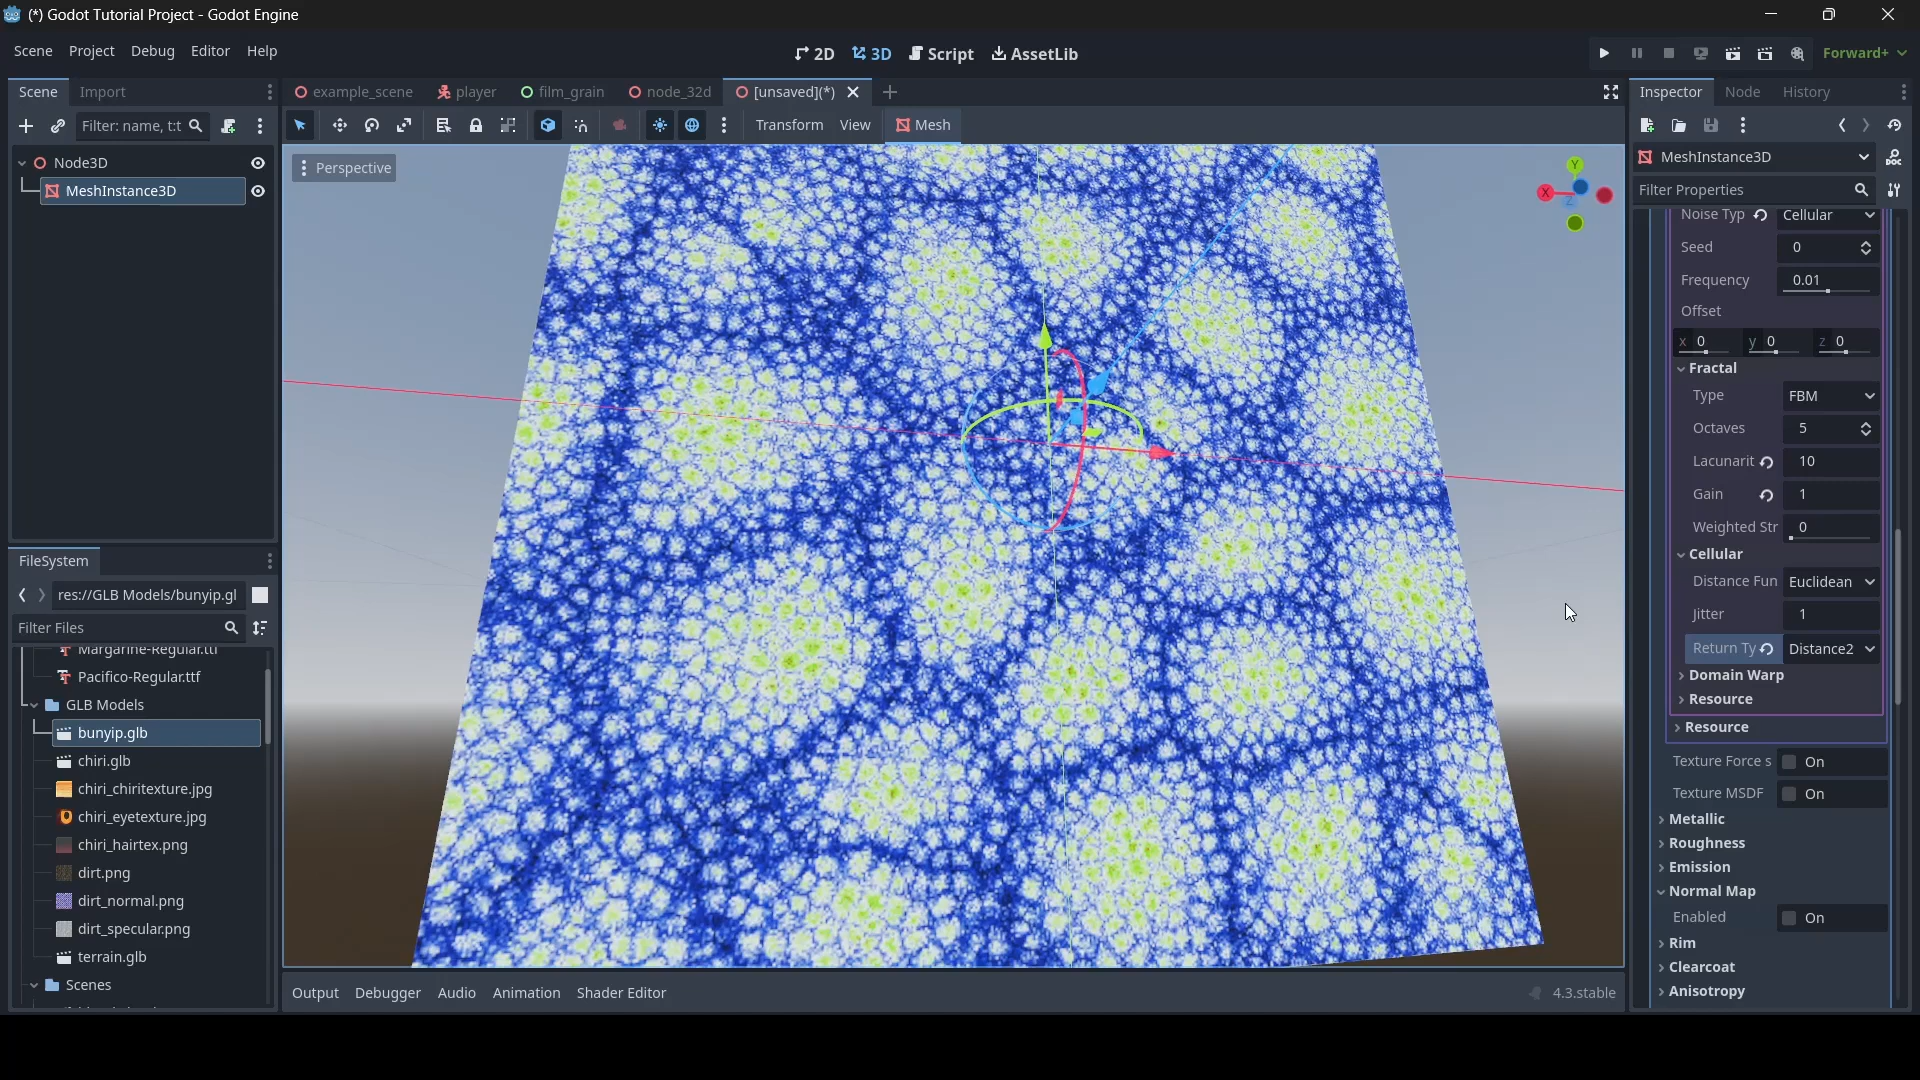 (*) Godot Tutorial Project - Godot Engine
Scene Project Debug Editor Help
2D 3D Script AssetLib
Forward+
Scene Import
example_scene player film_grain node_32d [unsaved](*)
Inspector Node History
Filter: name, t:t
Transform View Mesh
Node3D
MeshInstance3D
Perspective
Y
X
Z
MeshInstance3D
Filter Properties
Noise Typ Cellular
Seed 0
Frequency 0.01
Offset
x 0 y 0 z 0
Fractal
Type FBM
Octaves 5
Lacunarit 10
Gain 1
Weighted Str 0
Cellular
Distance Fun Euclidean
Jitter 1
Return Ty Distance2
Domain Warp
Resource
Resource
Texture Force s On
Texture MSDF On
Metallic
Roughness
Emission
Normal Map
Enabled On
Rim
Clearcoat
Anisotropy
FileSystem
res://GLB Models/bunyip.gl
Filter Files
Margarine-Regular.ttf
Pacifico-Regular.ttf
GLB Models
bunyip.glb
chiri.glb
chiri_chiritexture.jpg
chiri_eyetexture.jpg
chiri_hairtex.png
dirt.png
dirt_normal.png
dirt_specular.png
terrain.glb
Scenes
Output Debugger Audio Animation Shader Editor
4.3.stable